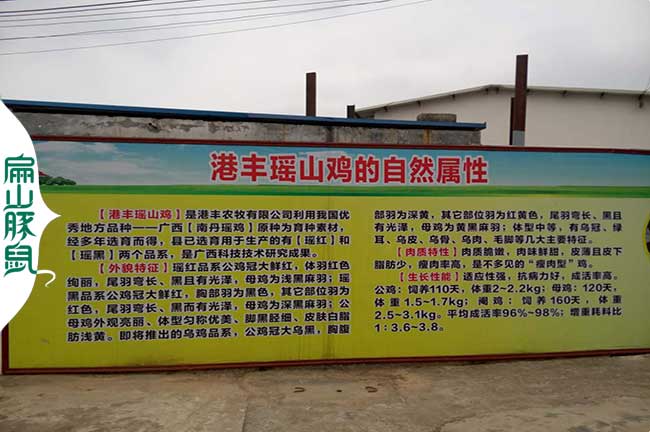 扁山豚鼠
港丰瑶山鸡的自然属性
【港丰瑶山鸡】是港丰农牧有限公司利用我国优
秀地方品种——广西【南丹瑶鸡】原种为育种素材，
经多年选育而得，县已选育用于生产的有【瑶红】和
【瑶黑】两个品系，是广西科技技术研究成果。
【外貌特征】瑶红品系公鸡冠大鲜红，体羽红色
绚丽，尾羽弯长、黑且有光泽，母鸡为浅黑麻羽；瑶
黑品系公鸡冠大鲜红，胸部羽为黑色，其它部位羽为
红色，尾羽弯长、黑而有光泽，母鸡为深黑麻羽；公
母鸡外观亮丽、体型匀称优美、脚黑胫细、皮肤白脂
肪浅黄。即将推出的乌鸡品系，公鸡冠大乌黑，胸腹
部羽为深黄，其它部位羽为红黄色，尾羽弯长、黑且
有光泽，母鸡为黄黑麻羽；体型中等，有乌冠、绿
耳、乌皮、乌骨、乌肉、毛脚等几大主要特征。
【肉质特性】肉质脆嫩，肉味鲜甜，皮薄且皮下
脂肪少，瘦肉率高，是不多见的“瘦肉型”鸡。
【生长性能】适应性强，抗病力好，成活率高。
公鸡：饲养110天，体重2~2.2kg；母鸡：120天，
体重1.5~1.7kg；阉鸡：饲养160天，体重
2.5~3.1kg。平均成活率96%~98%；增重耗料比
1：3.6~3.8。